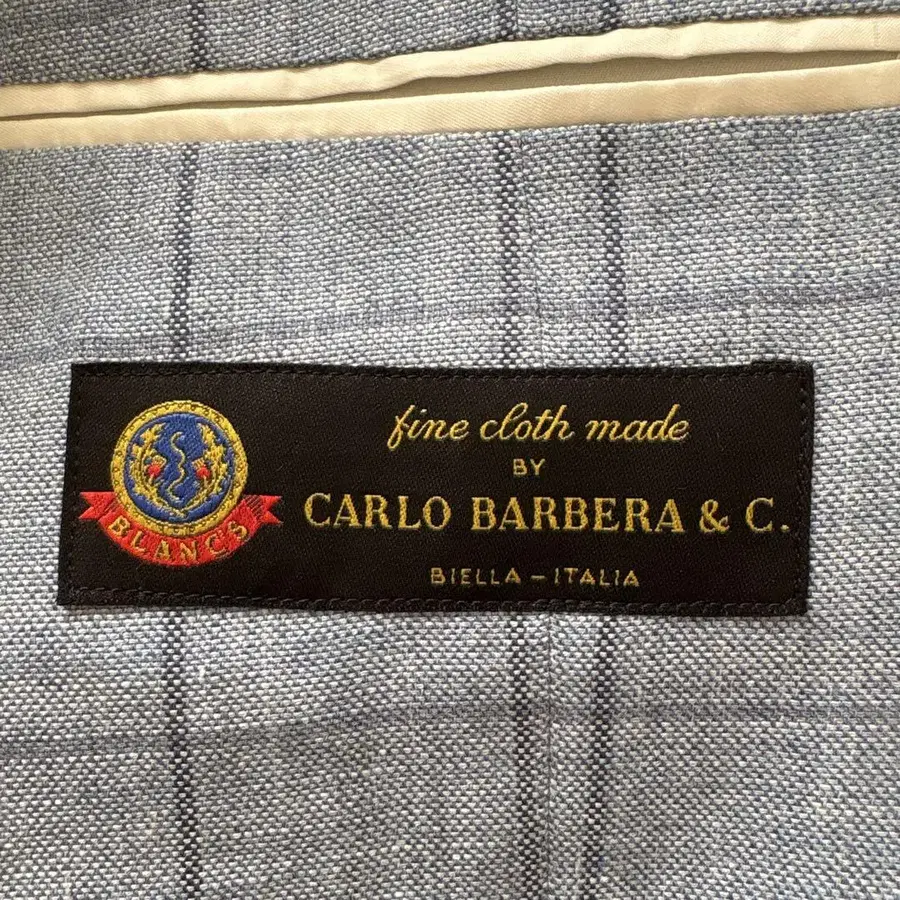 BLANCS
fine cloth made
BY
CARLO BARBERA & C.
BIELLA – ITALIA